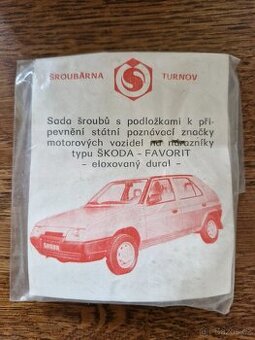 ŠROUBÁRNA TURNOV
Sada šroubů s podložkami k při-
pevnění státní poznávací značky
motorových vozidel na nárazníky
typu ŠKODA - FAVORIT
- eloxovaný dural -